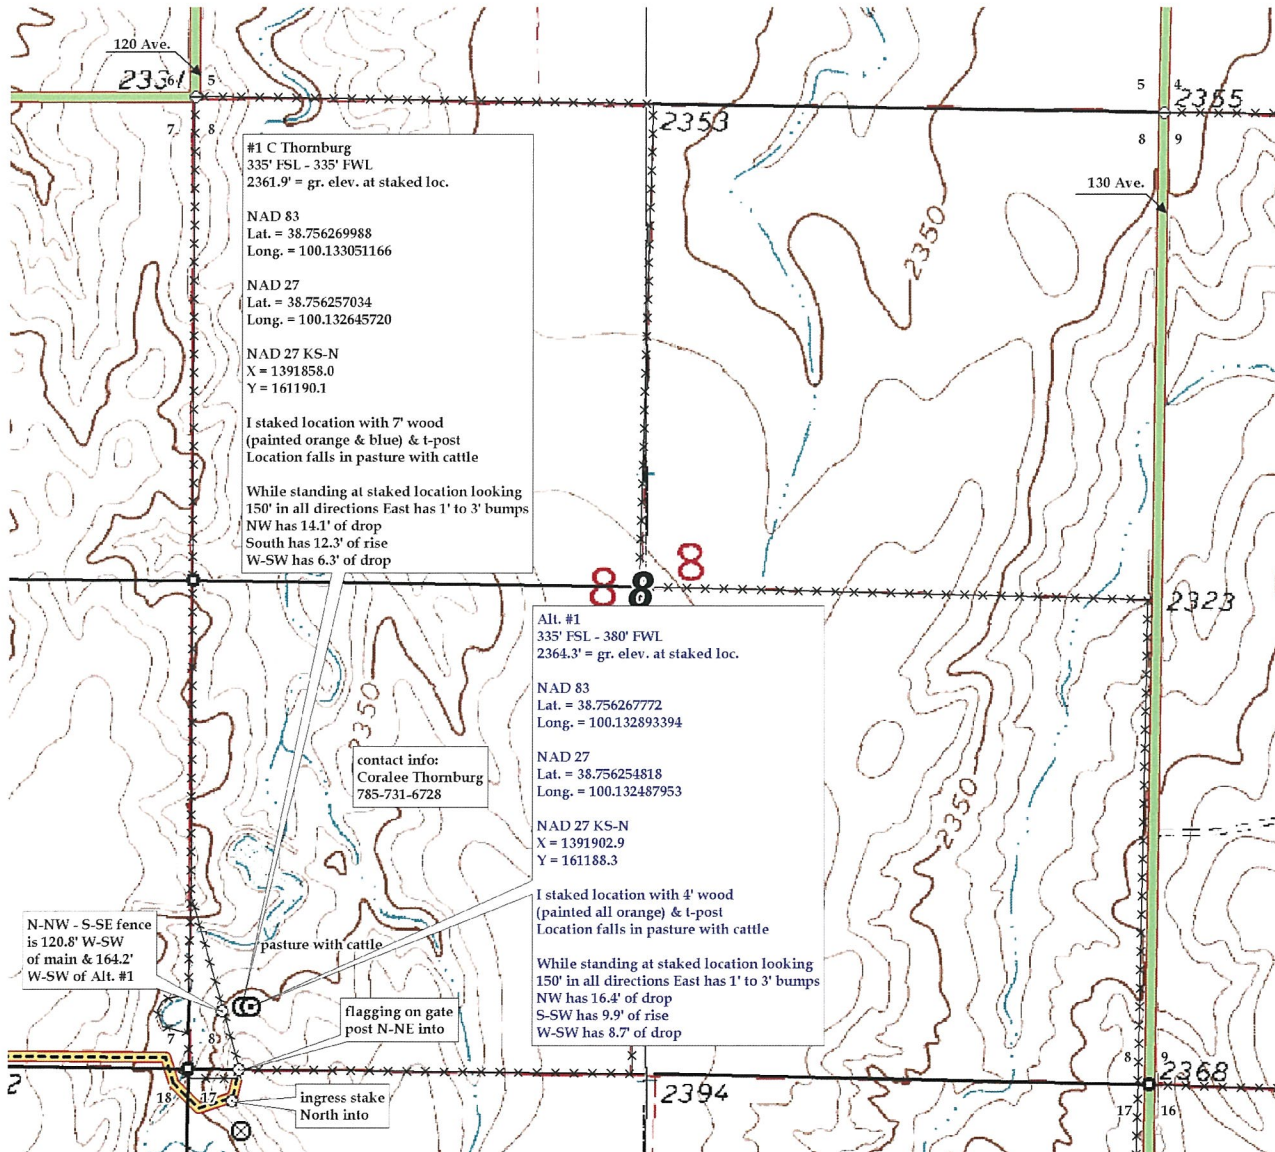 120 Ave.
2331
6
5
2353
5
4
2355
7
8
8
9
130 Ave.
#1 C Thornburg
335' FSL - 335' FWL
2361.9' = gr. elev. at staked loc.
NAD 83
Lat. = 38.756269988
Long. = 100.133051166
NAD 27
Lat. = 38.756257034
Long. = 100.132645720
NAD 27 KS-N
X = 1391858.0
Y = 161190.1
I staked location with 7' wood
(painted orange & blue) & t-post
Location falls in pasture with cattle
While standing at staked location looking
150' in all directions East has 1' to 3' bumps
NW has 14.1' of drop
South has 12.3' of rise
W-SW has 6.3' of drop
2350
8
8
8
8
2323
Alt. #1
335' FSL - 380' FWL
2364.3' = gr. elev. at staked loc.
NAD 83
Lat. = 38.756267772
Long. = 100.132893394
NAD 27
Lat. = 38.756254818
Long. = 100.132487953
NAD 27 KS-N
X = 1391902.9
Y = 161188.3
I staked location with 4' wood
(painted all orange) & t-post
Location falls in pasture with cattle
While standing at staked location looking
150' in all directions East has 1' to 3' bumps
NW has 16.4' of drop
S-SW has 9.9' of rise
W-SW has 8.7' of drop
2350
contact info:
Coralee Thornburg
785-731-6728
2350
N-NW - S-SE fence
is 120.8' W-SW
of main & 164.2'
W-SW of Alt. #1
pasture with cattle
flagging on gate
post N-NE into
7
8
18
17
ingress stake
North into
2394
8
9
2368
17
16